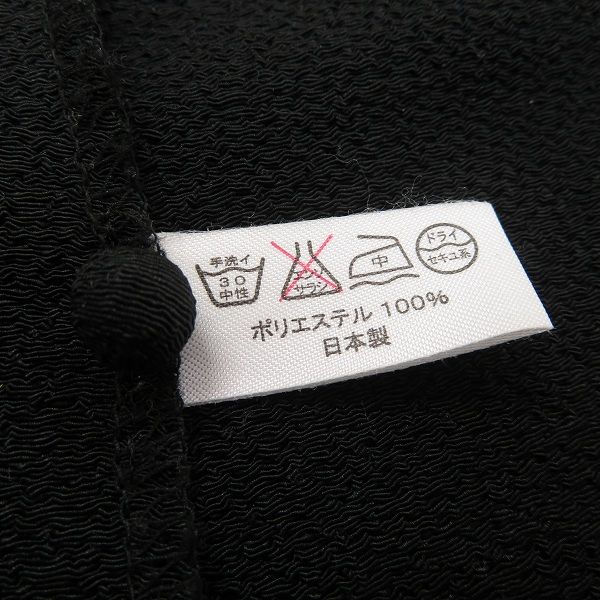 手洗イ
30
中性
エンソ
サラシ
中
ドライ
セキユ系
ポリエステル 100%
日本製